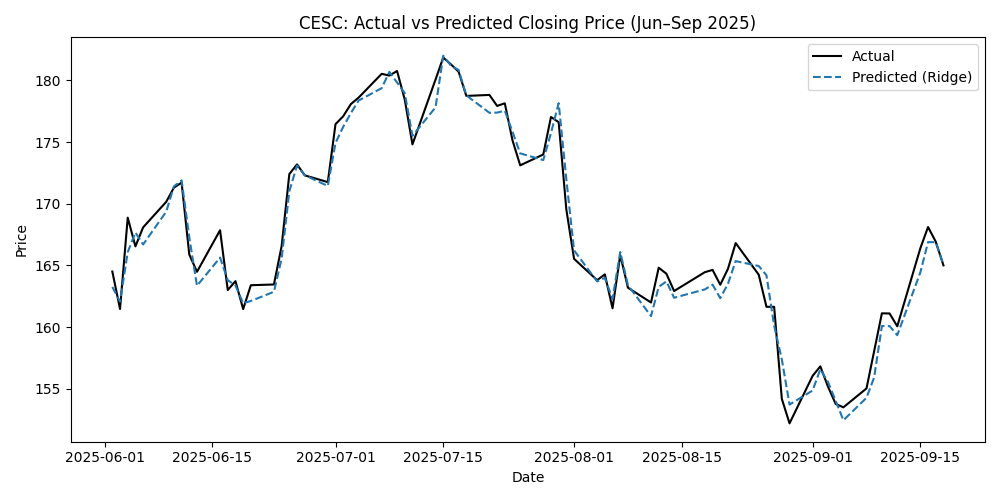 CESC: Actual vs Predicted Closing Price (Jun–Sep 2025)
Actual
Predicted (Ridge)
Price
180
175
170
165
160
155
2025-06-01 2025-06-15 2025-07-01 2025-07-15 2025-08-01 2025-08-15 2025-09-01 2025-09-15
Date